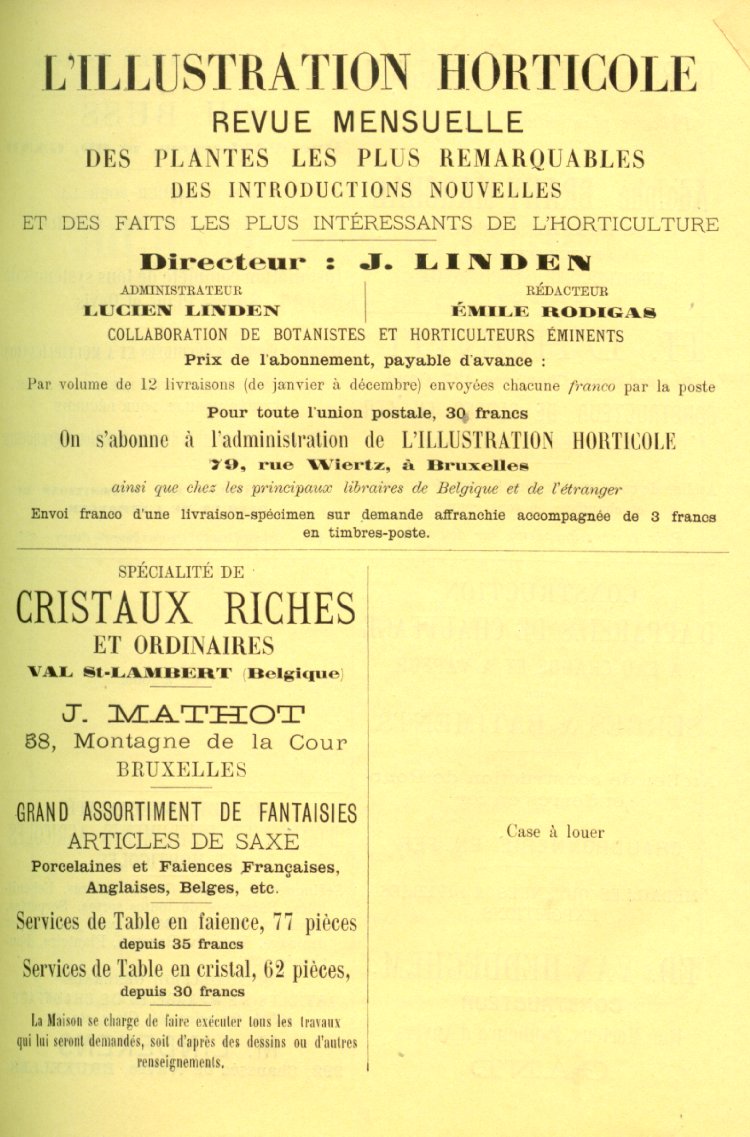 L'ILLUSTRATION HORTICOLE
REVUE MENSUELLE
DES PLANTES LES PLUS REMARQUABLES
DES INTRODUCTIONS NOUVELLES
ET DES FAITS LES PLUS INTÉRESSANTS DE L'HORTICULTURE
Directeur : J. LINDEN
ADMINISTRATEUR
LUCIEN LINDEN
RÉDACTEUR
ÉMILE RODIGAS
COLLABORATION DE BOTANISTES ET HORTICULTEURS ÉMINENTS
Prix de l'abonnement, payable d'avance :
Par volume de 12 livraisons (de janvier à décembre) envoyées chacune franco par la poste
Pour toute l'union postale, 30 francs
On s'abonne à l'administration de L'ILLUSTRATION HORTICOLE
79, rue Wiertz, à Bruxelles
ainsi que chez les principaux libraires de Belgique et de l'étranger
Envoi franco d'une livraison-spécimen sur demande affranchie accompagnée de 3 francs
en timbres-poste.
SPÉCIALITÉ DE
CRISTAUX RICHES
ET ORDINAIRES
VAL St-LAMBERT (Belgique)
J. MATHOT
58, Montagne de la Cour
BRUXELLES
GRAND ASSORTIMENT DE FANTAISIES
ARTICLES DE SAXE
Porcelaines et Faiences Françaises,
Anglaises, Belges, etc.
Services de Table en faience, 77 pièces
depuis 35 francs
Services de Table en cristal, 62 pièces,
depuis 30 francs
La Maison se charge de faire exécuter tous les travaux
qui lui seront demandés, soit d'après des dessins ou d'autres
renseignements.
Case à louer